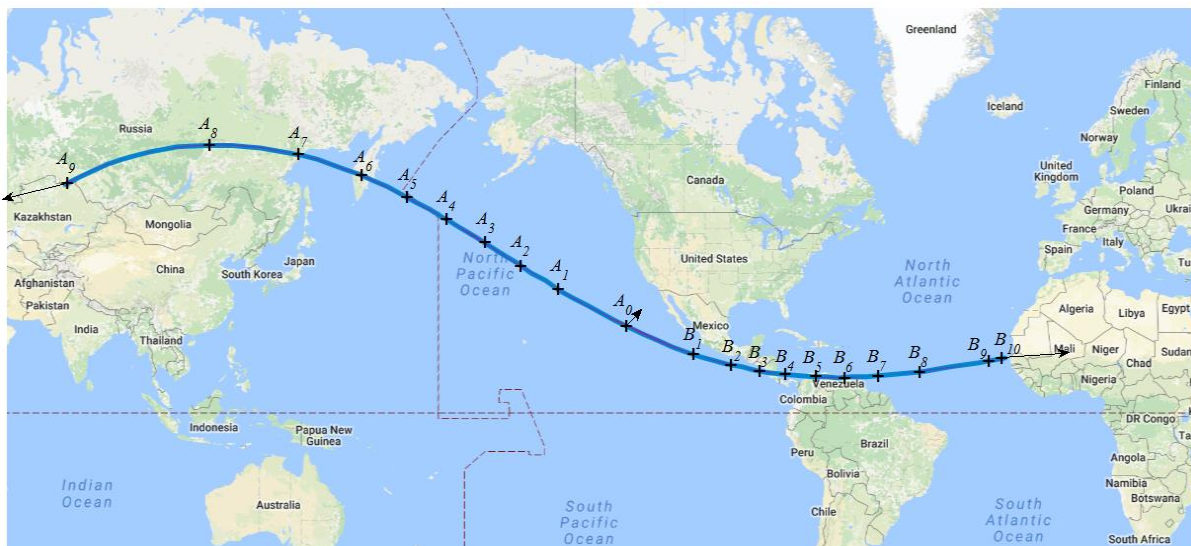 Greenland
Finland
Iceland
Sweden
Norway
Russia
A8
A7
A9
A6
A5
A4
A3
A2
A1
A0
Canada
United
Kingdom
Poland
Germany
Ukrai
France
Italy
Spain
Tu
Kazakhstan
Mongolia
Japan
China
South Korea
Afghanistan
Pakistan
India
Thailand
North
Pacific
Ocean
United States
North
Atlantic
Ocean
Algeria
Libya
Egypt
Mexico
B1
B2
B3
B4
B5
B6
B7
B8
B9
B10
Mali
Niger
Chad
Sudan
Nigeria
Venezuela
Colombia
Indonesia
Papua New
Guinea
DR Congo
Ta
Peru
Brazil
Bolivia
Angola
Namibia
Botswana
Indian
Ocean
Australia
South
Pacific
Ocean
Chile
South
Atlantic
Ocean
South Africa